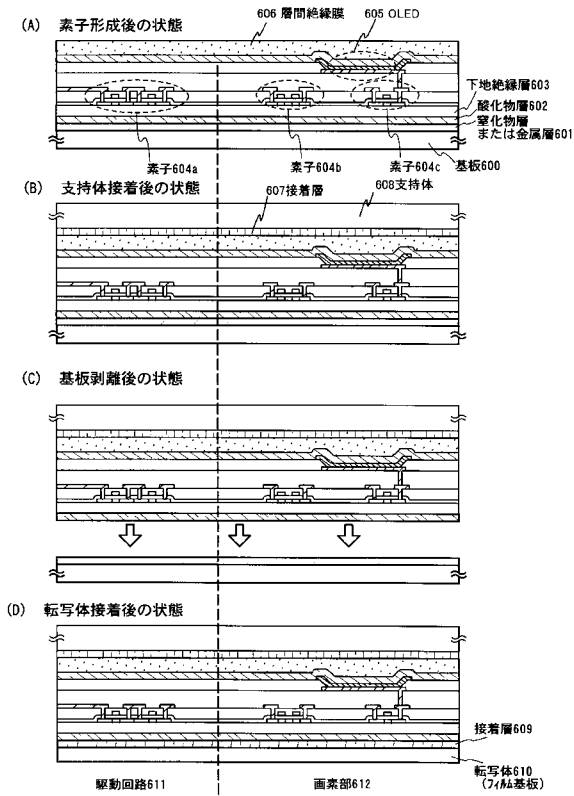 (A) 素子形成後の状態
606 層間絶縁膜
605 OLED
下地絶縁層603
酸化物層602
窒化物層
または金属層601
素子604a
素子604b
素子604c
基板600
(B) 支持体接着後の状態
607接着層
608支持体
(C) 基板剥離後の状態
(D) 転写体接着後の状態
接着層609
転写体610
(フィルム基板)
駆動回路611
画素部612